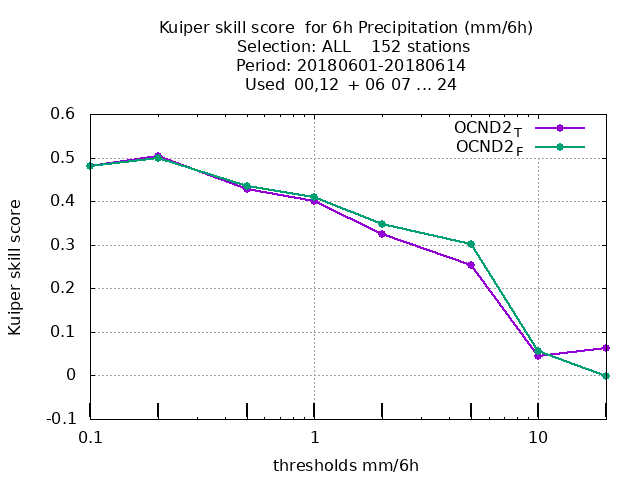 Kuiper skill score  for 6h Precipitation (mm/6h)
Selection: ALL    152 stations
Period: 20180601-20180614
Used  00,12  + 06 07 ... 24
OCND2_T
OCND2_F
0.6
0.5
0.4
0.3
0.2
0.1
0
-0.1
Kuiper skill score
0.1
1
10
thresholds mm/6h